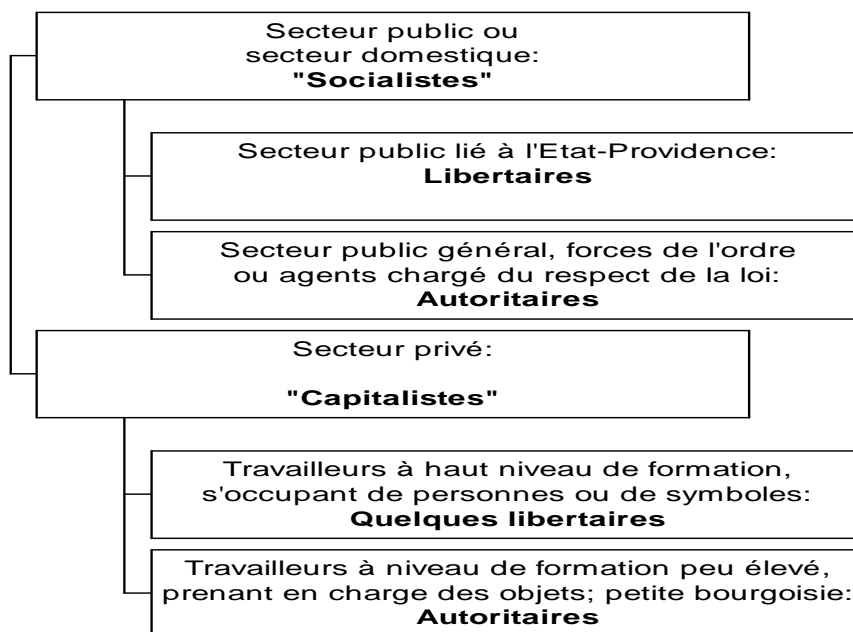 Secteur public ou
secteur domestique:
"Socialistes"
Secteur public lié à l'Etat-Providence:
Libertaires
Secteur public général, forces de l'ordre
ou agents chargé du respect de la loi:
Autoritaires
Secteur privé:
"Capitalistes"
Travailleurs à haut niveau de formation,
s'occupant de personnes ou de symboles:
Quelques libertaires
Travailleurs à niveau de formation peu élevé,
prenant en charge des objets; petite bourgoisie:
Autoritaires